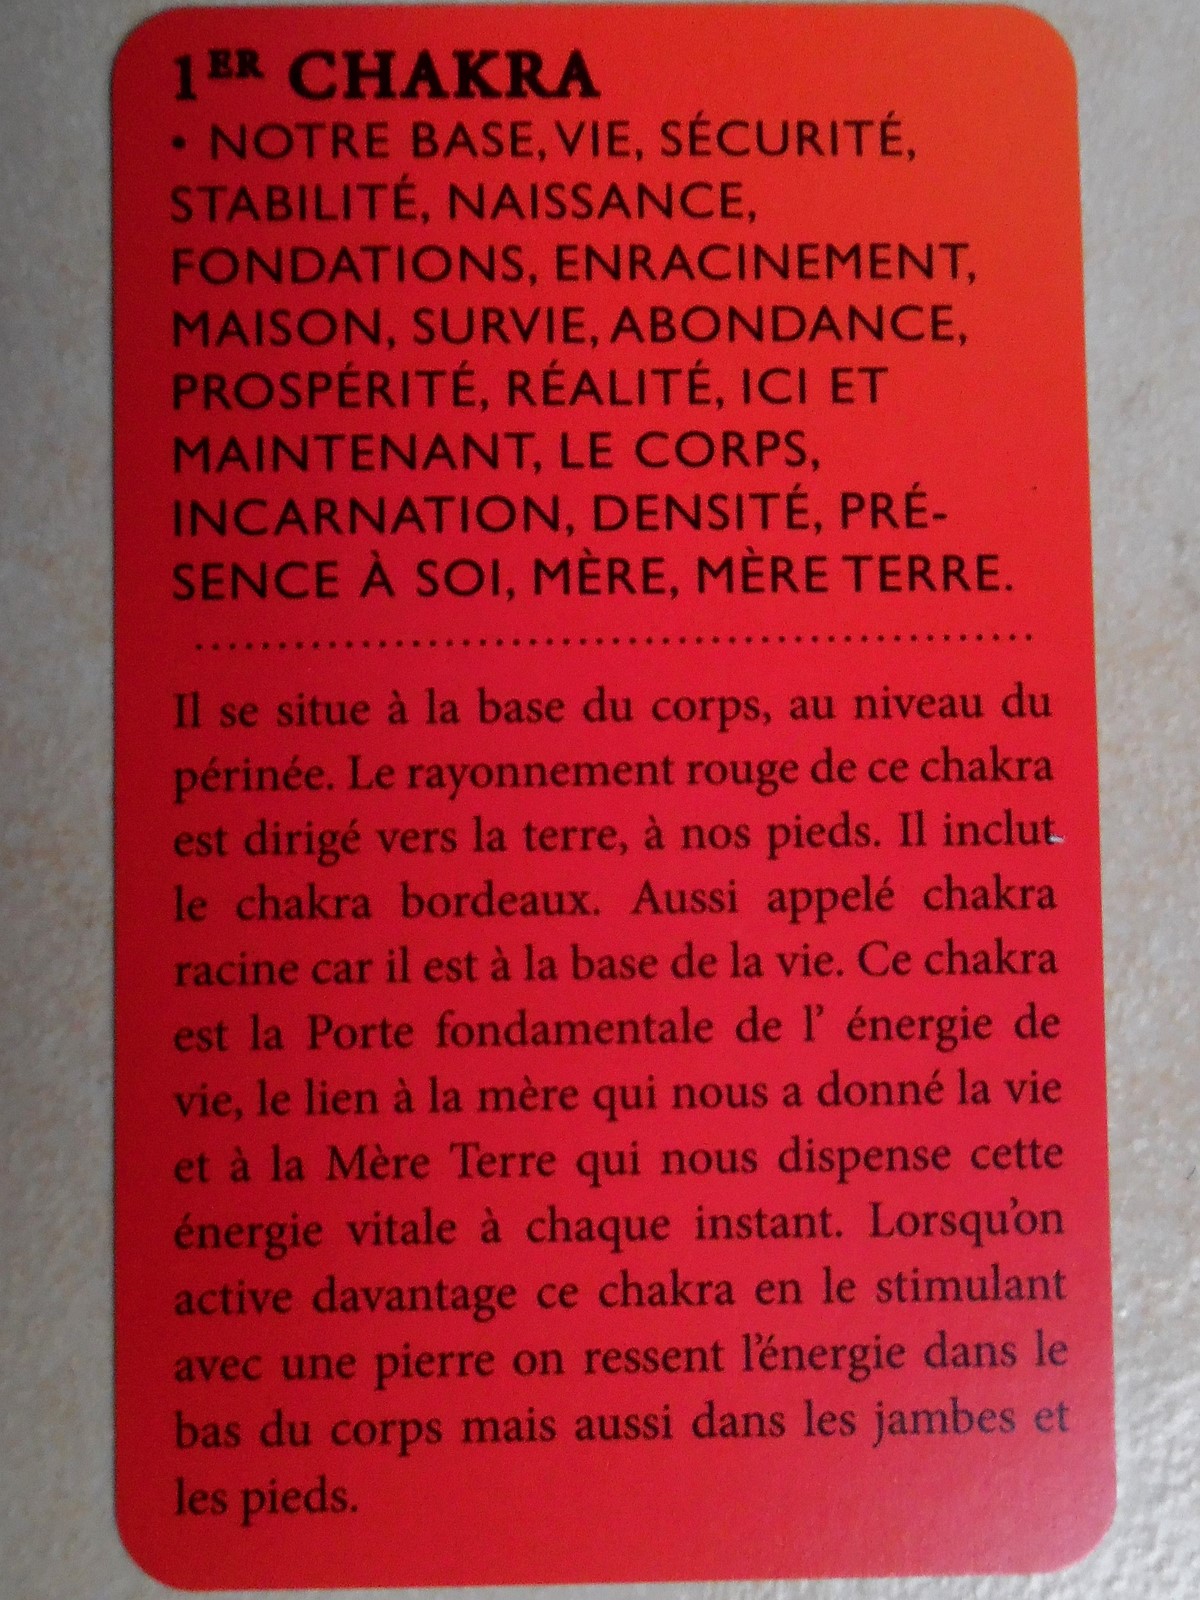 1ER CHAKRA
• NOTRE BASE, VIE, SÉCURITÉ,
STABILITÉ, NAISSANCE,
FONDATIONS, ENRACINEMENT,
MAISON, SURVIE, ABONDANCE,
PROSPÉRITÉ, RÉALITÉ, ICI ET
MAINTENANT, LE CORPS,
INCARNATION, DENSITÉ, PRÉ-
SENCE À SOI, MÈRE, MÈRE TERRE.
Il se situe à la base du corps, au niveau du
périnée. Le rayonnement rouge de ce chakra
est dirigé vers la terre, à nos pieds. Il inclut
le chakra bordeaux. Aussi appelé chakra
racine car il est à la base de la vie. Ce chakra
est la Porte fondamentale de l’ énergie de
vie, le lien à la mère qui nous a donné la vie
et à la Mère Terre qui nous dispense cette
énergie vitale à chaque instant. Lorsqu’on
active davantage ce chakra en le stimulant
avec une pierre on ressent l’énergie dans le
bas du corps mais aussi dans les jambes et
les pieds.